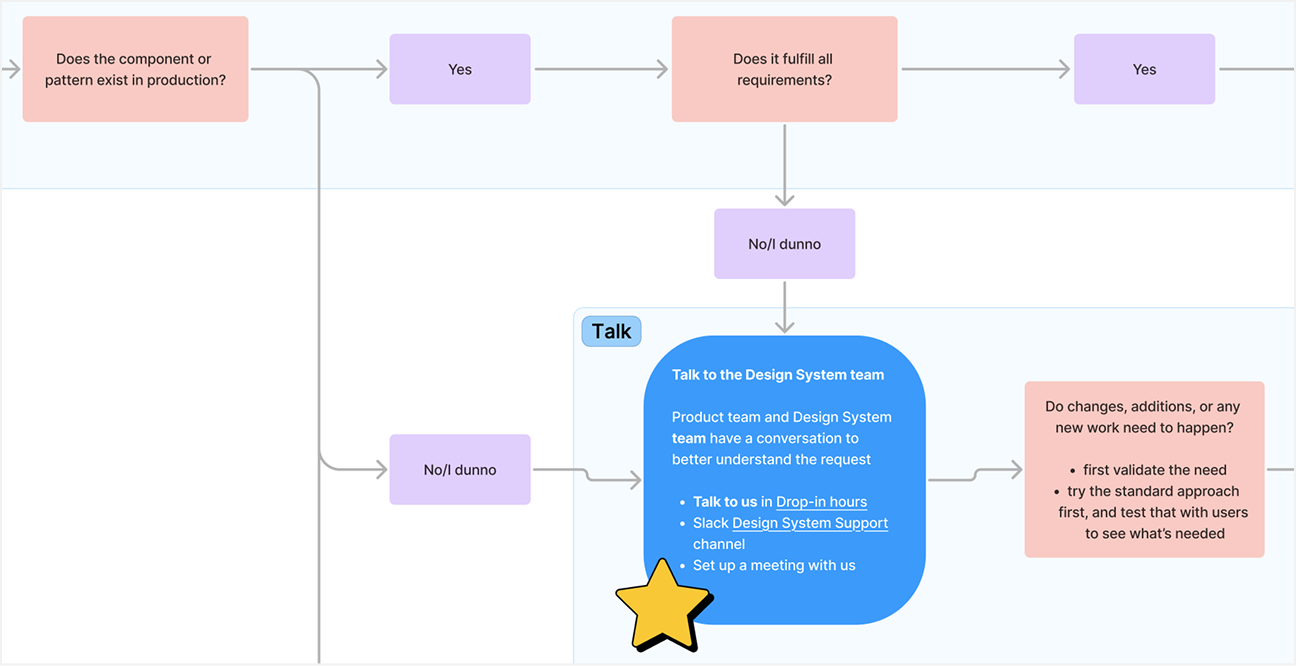 Does the component or
pattern exist in production?
Yes
Does it fulfill all
requirements?
Yes
No/I dunno
Talk
Talk to the Design System team
Product team and Design System
team have a conversation to
better understand the request
• Talk to us in Drop-in hours
• Slack Design System Support
channel
• Set up a meeting with us
No/I dunno
Do changes, additions, or any
new work need to happen?
• first validate the need
• try the standard approach
first, and test that with users
to see what’s needed